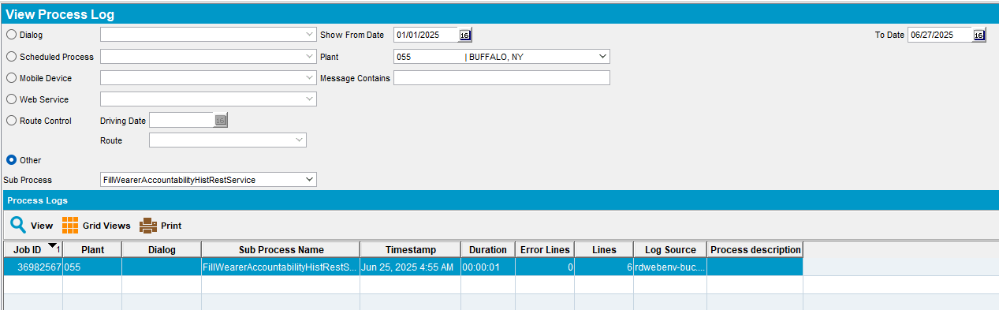 View Process Log
Dialog Show From Date 01/01/2025 16 To Date 06/27/2025 16
Scheduled Process Plant 055 | BUFFALO, NY
Mobile Device Message Contains
Web Service
Route Control Driving Date 16
Route
Other
Sub Process FillWearerAccountabilityHistRestService
Process Logs
View Grid Views Print
Job ID 1 Plant Dialog Sub Process Name Timestamp Duration Error Lines Lines Log Source Process description
36982567 055 FillWearerAccountabilityHistRestS... Jun 25, 2025 4:55 AM 00:00:01 0 6 rdwebenv-buc....